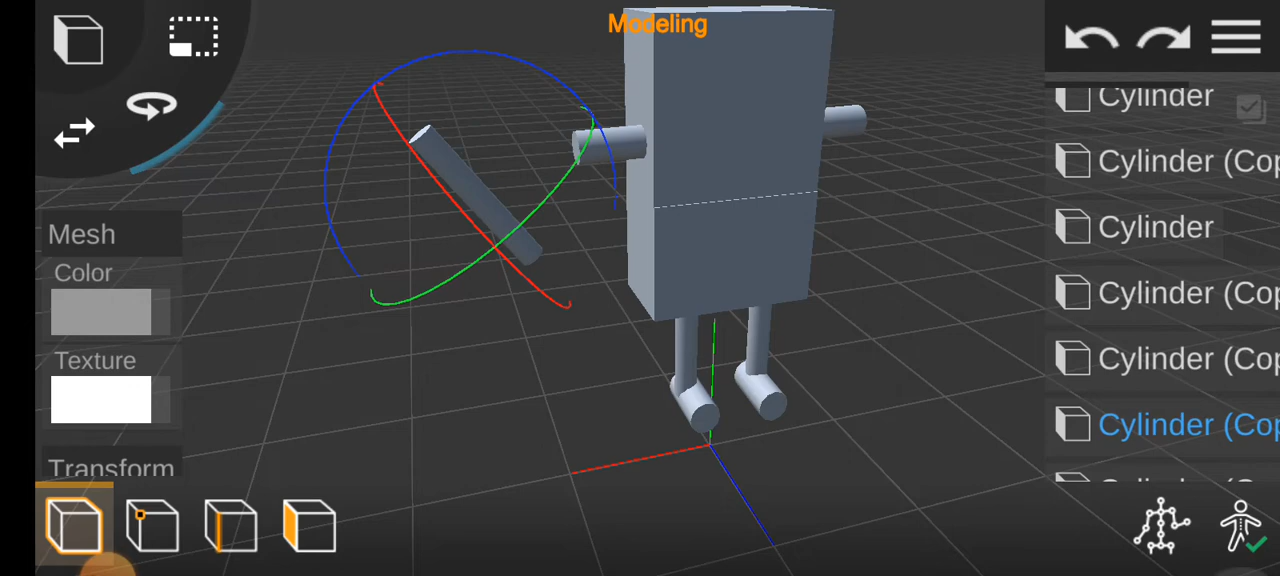 Modeling
Cylinder
Cylinder (Cop
Cylinder
Cylinder (Cop
Cylinder (Cop
Cylinder (Cop
Mesh
Color
Texture
Transform